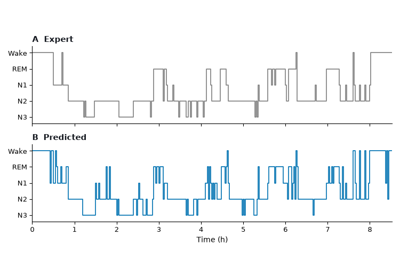 A Expert
Wake
REM
N1
N2
N3
B Predicted
Wake
REM
N1
N2
N3
0 1 2 3 4 5 6 7 8
Time (h)